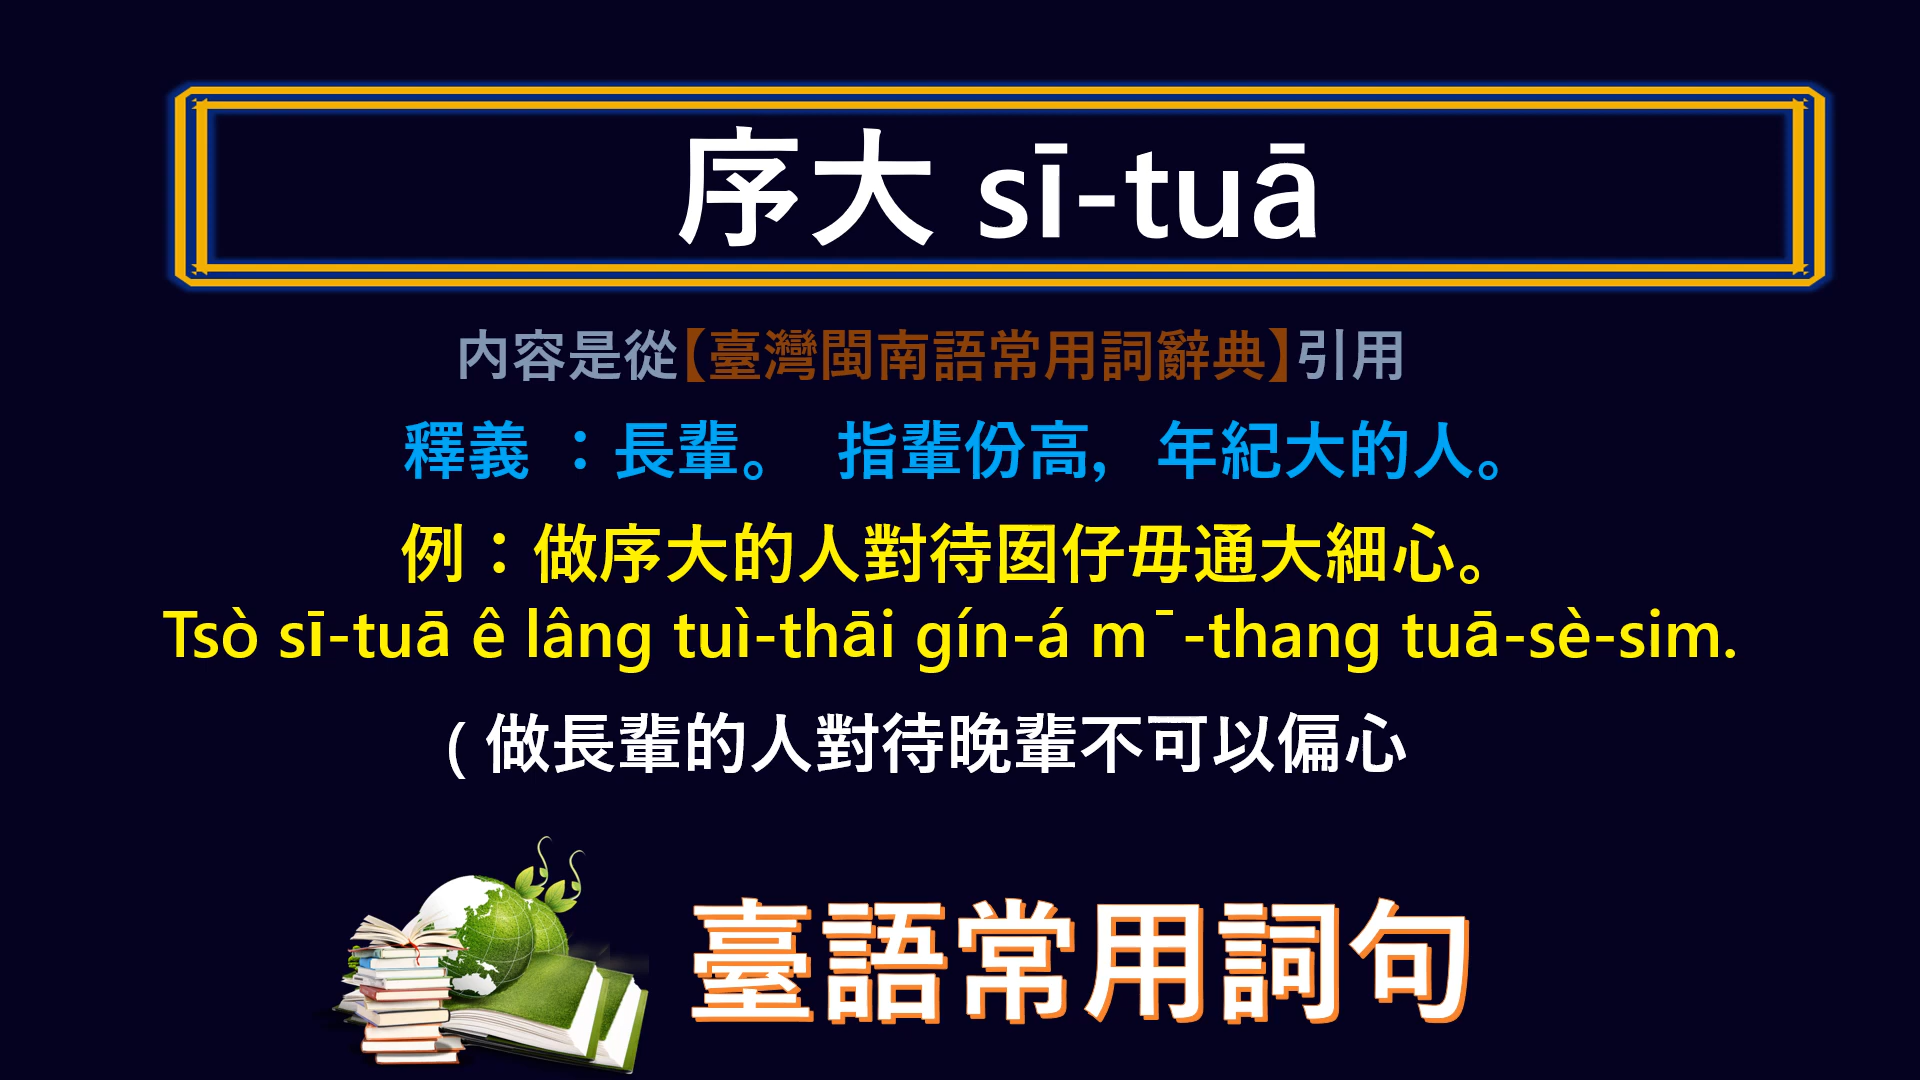 序大 sī-tuā
内容是從【臺灣閩南語常用詞辭典】引用
釋義 ：長輩。 指輩份高， 年紀大的人。
例：做序大的人對待囡仔毋通大細心。
Tsò sī-tuā ê lâng tuì-thāi gín-á m¯-thang tuā-sè-sim.
( 做長輩的人對待晚輩不可以偏心
臺語常用詞句